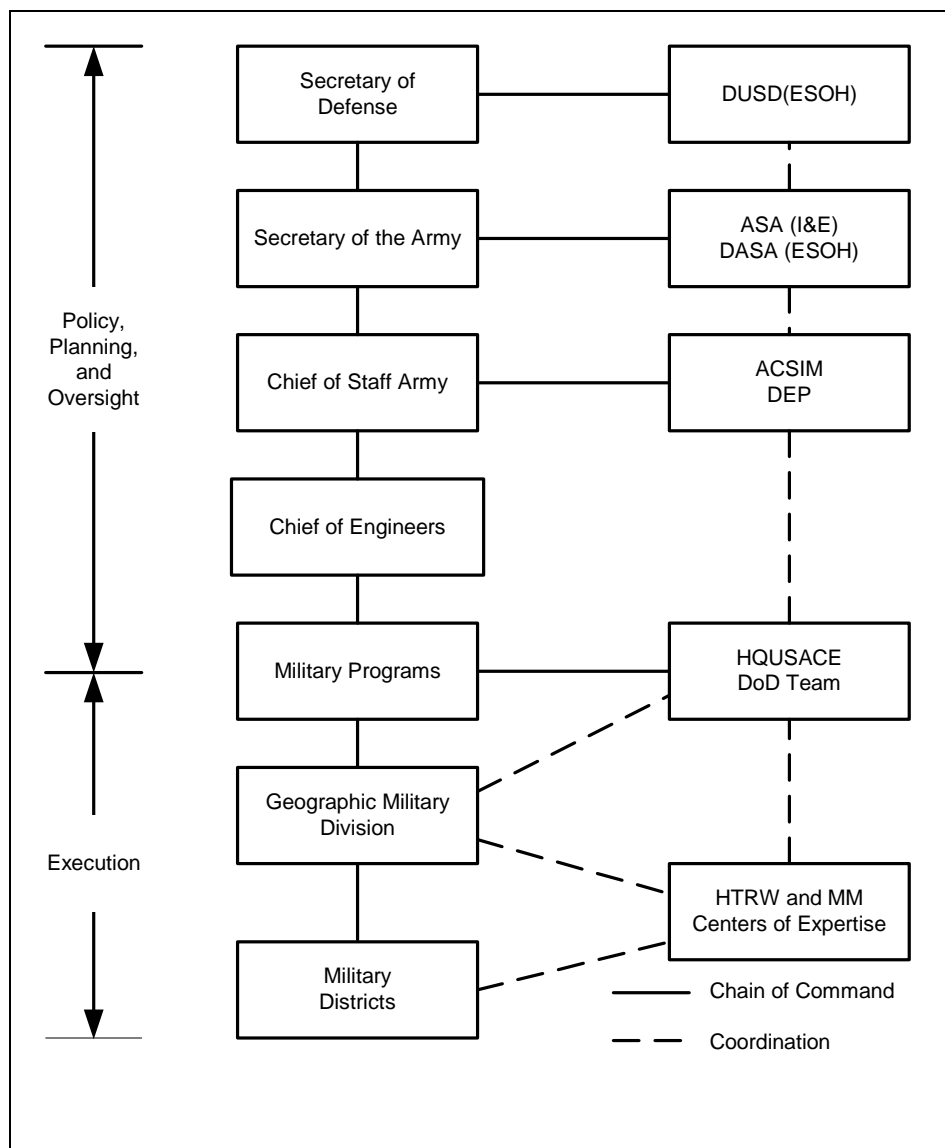 Secretary of
Defense
DUSD(ESOH)
Secretary of the Army
ASA (I&E)
DASA (ESOH)
Policy,
Planning,
and
Oversight
Chief of Staff Army
ACSIM
DEP
Chief of Engineers
Military Programs
HQUSACE
DoD Team
Geographic Military
Division
Execution
HTRW and MM
Centers of Expertise
Military
Districts
Chain of Command
Coordination